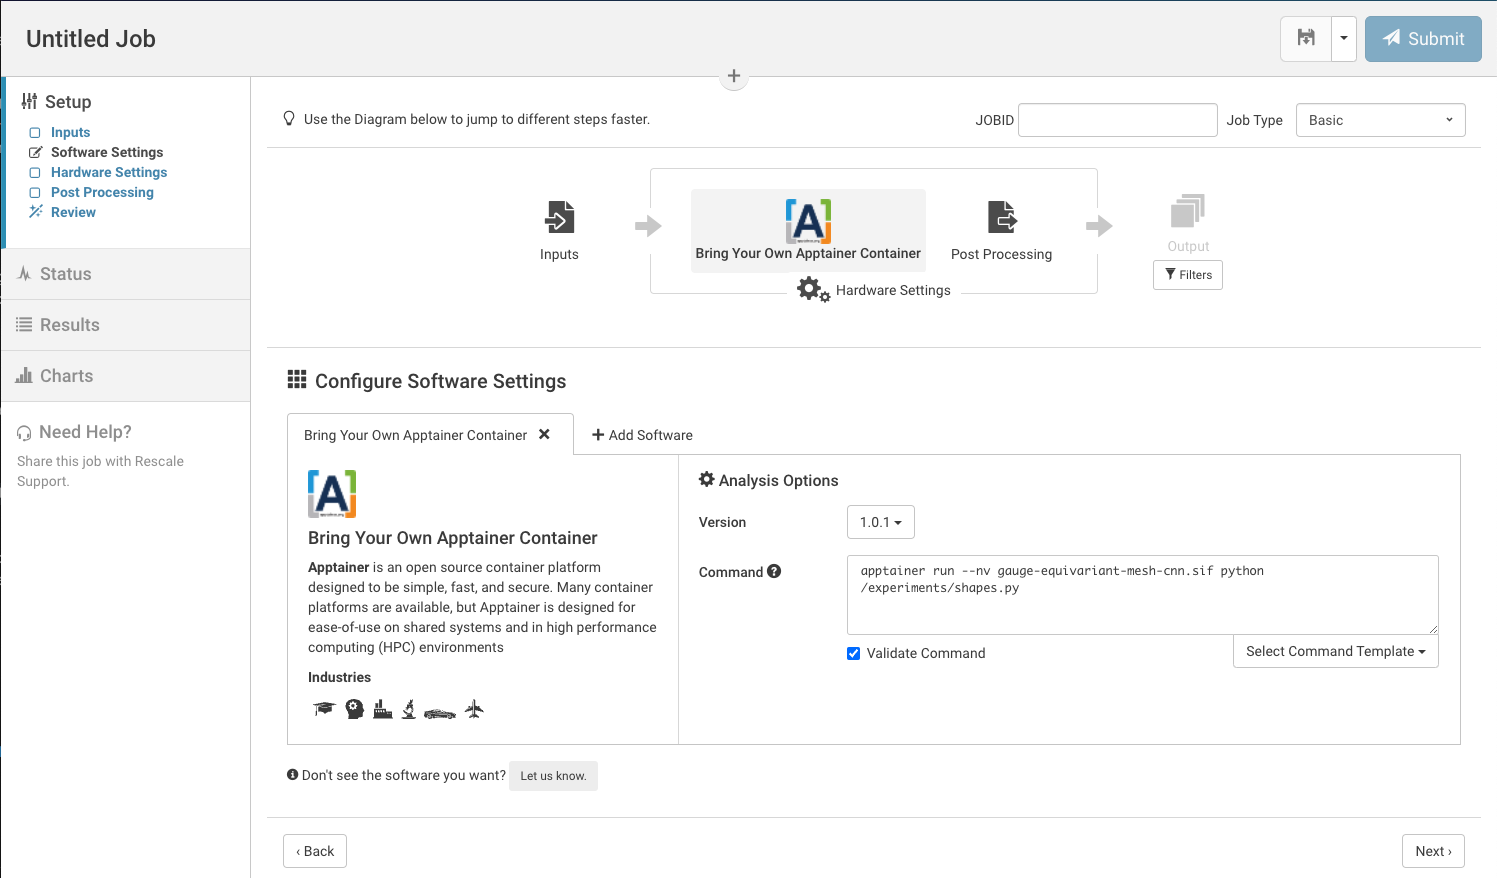 Untitled Job
Submit
Setup
Inputs
Software Settings
Hardware Settings
Post Processing
Review
Status
Results
Charts
Need Help?
Share this job with Rescale
Support.
Use the Diagram below to jump to different steps faster.
JOBID
Job Type
Basic
Inputs
A
Bring Your Own Apptainer Container
Post Processing
Hardware Settings
Output
Filters
Configure Software Settings
Bring Your Own Apptainer Container
Add Software
A
Bring Your Own Apptainer Container
Apptainer is an open source container platform
designed to be simple, fast, and secure. Many container
platforms are available, but Apptainer is designed for
ease-of-use on shared systems and in high performance
computing (HPC) environments
Industries
Analysis Options
Version
1.0.1
Command
apptainer run --nv gauge-equivariant-mesh-cnn.sif python
/experiments/shapes.py
Validate Command
Select Command Template
Don't see the software you want?
Let us know.
‹ Back
Next ›